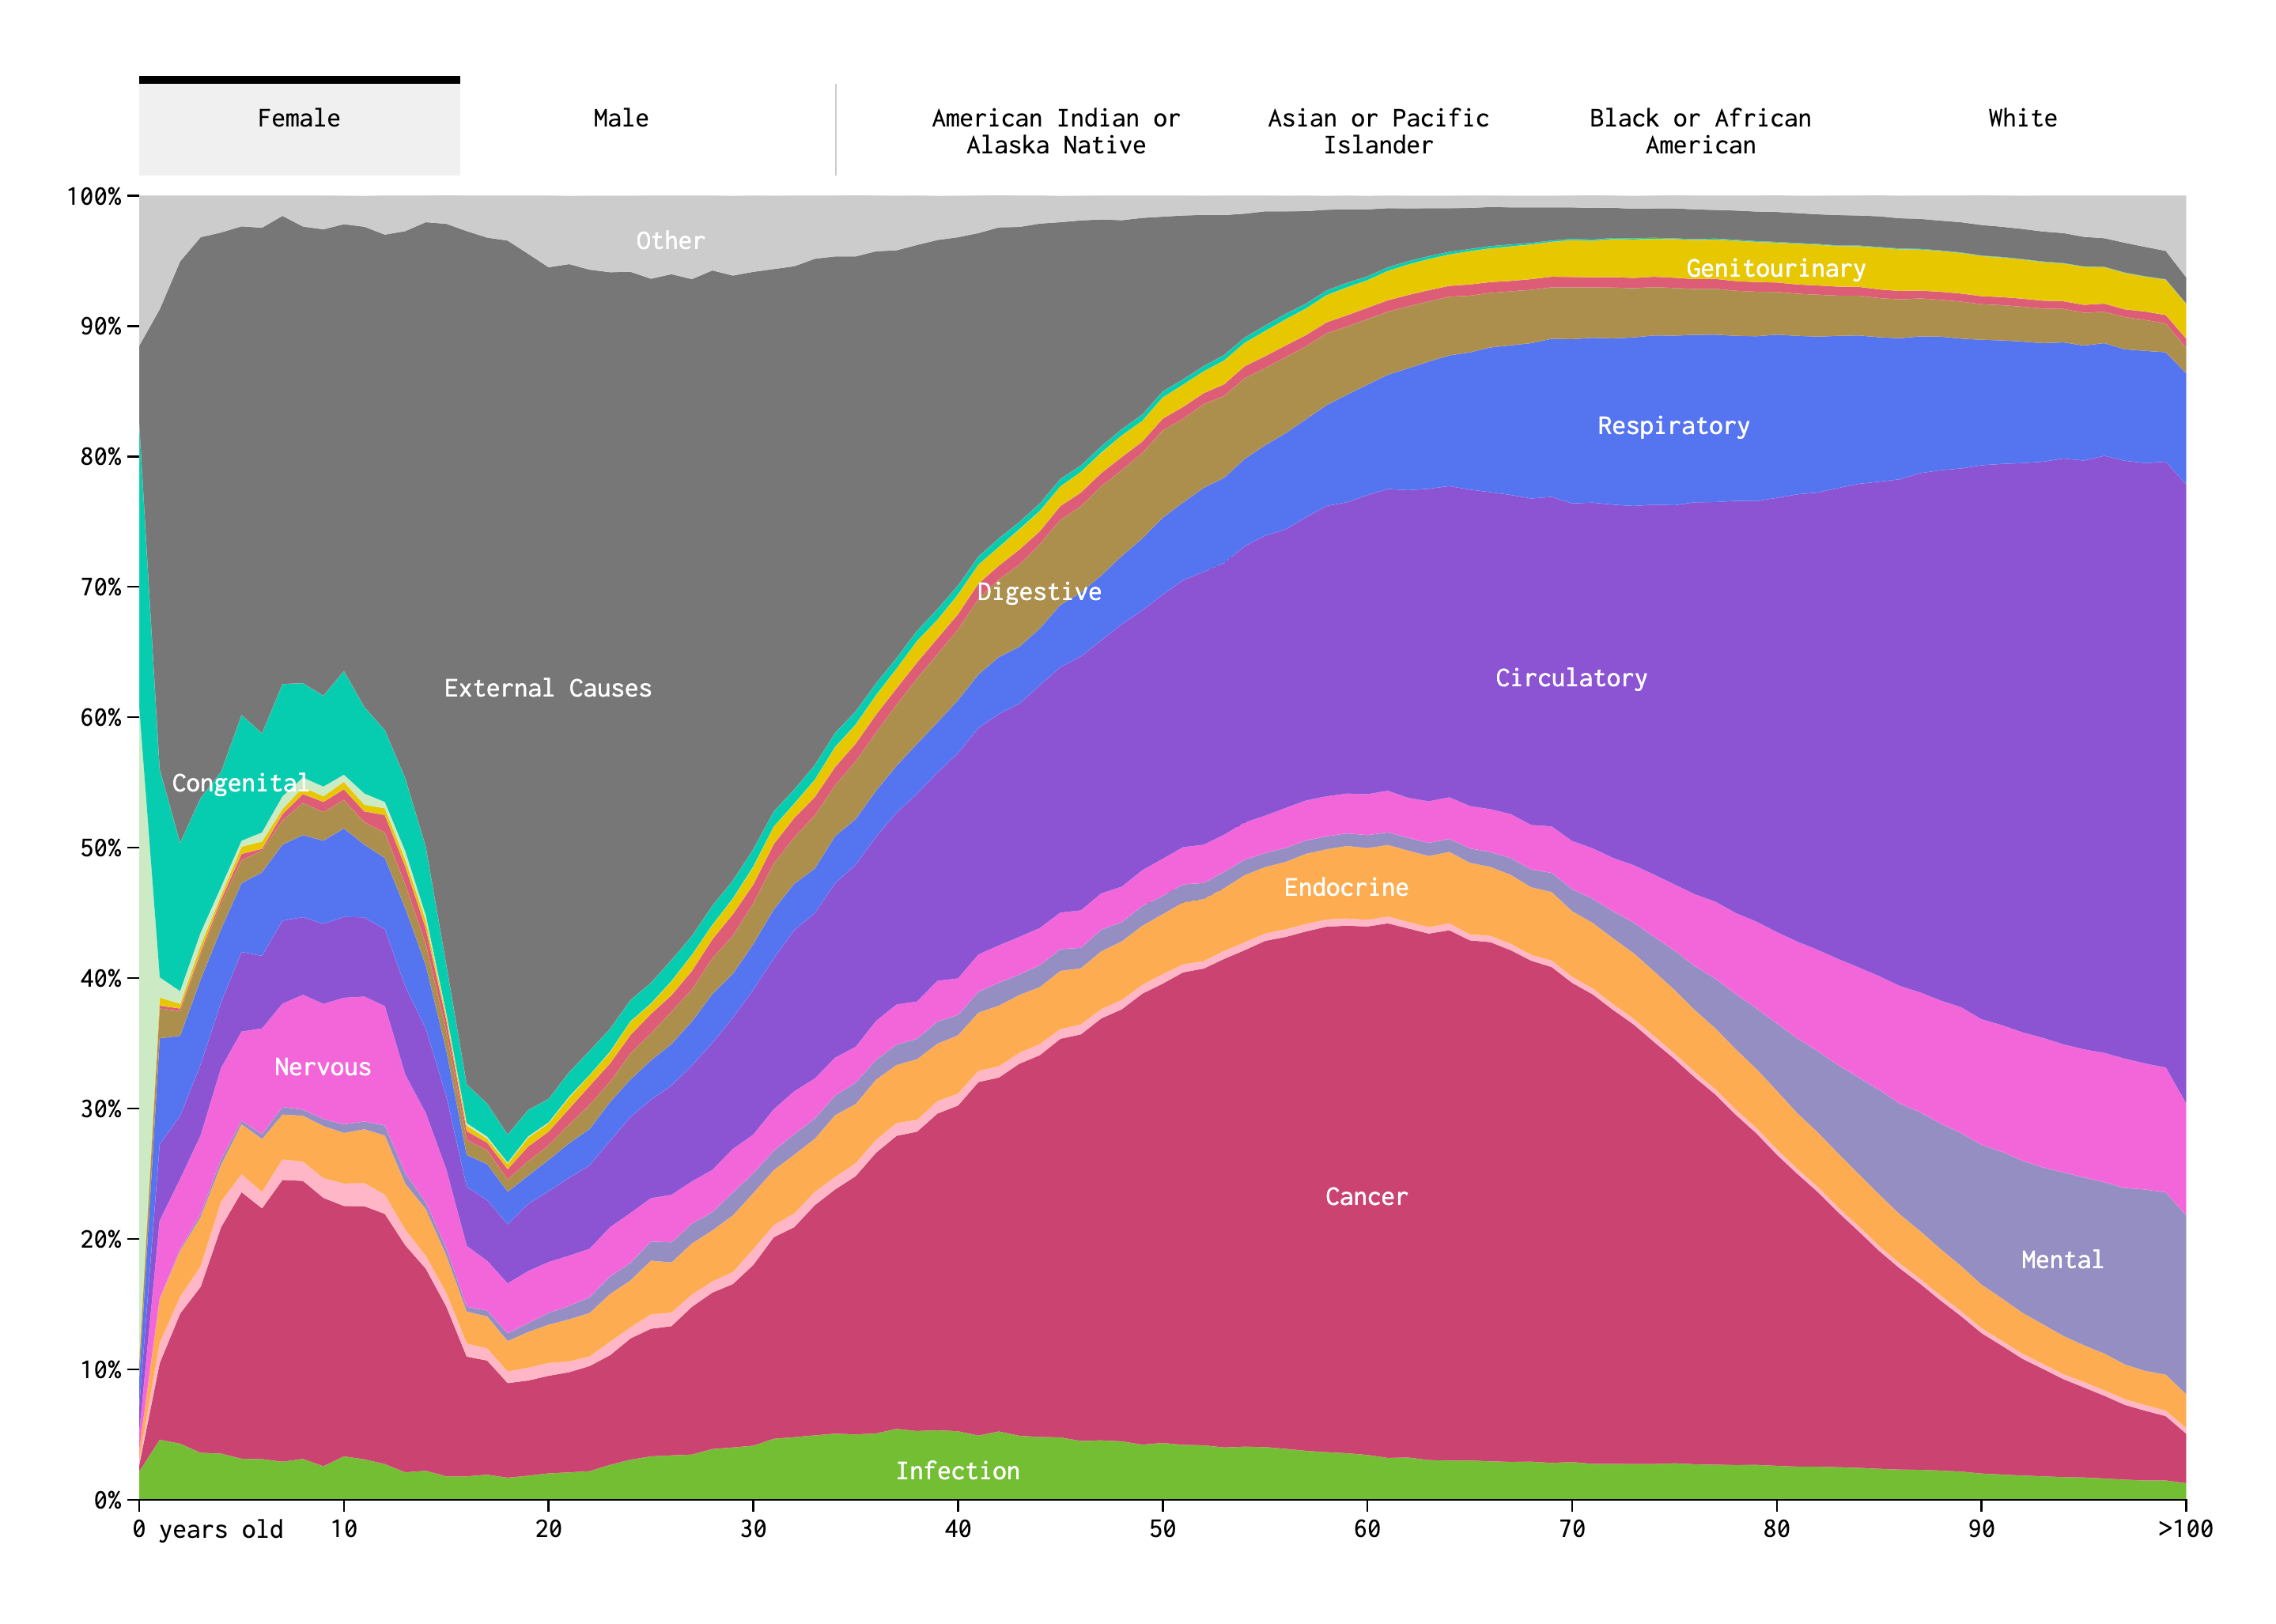 Female
Male
American Indian or
Alaska Native
Asian or Pacific
Islander
Black or African
American
White
100%
90%
80%
70%
60%
50%
40%
30%
20%
10%
0%
Other
Genitourinary
Respiratory
Digestive
External Causes
Circulatory
Congenital
Endocrine
Nervous
Cancer
Mental
Infection
0 years old
10
20
30
40
50
60
70
80
90
>100